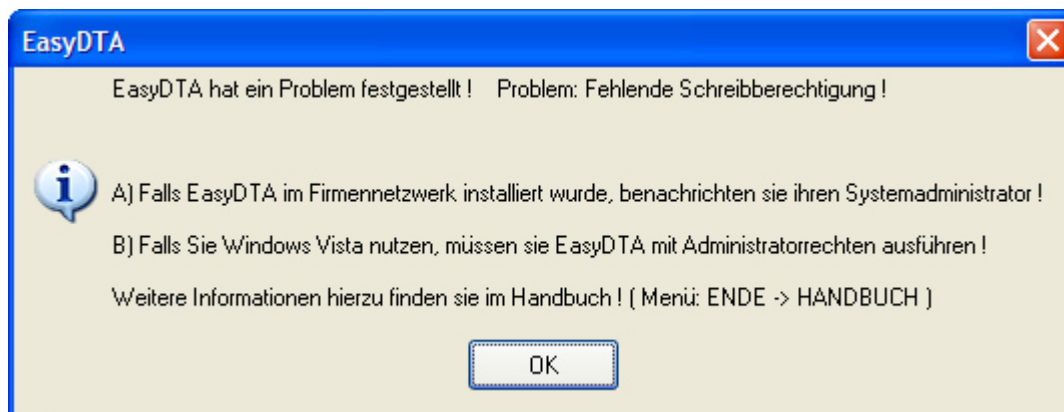 EasyDTA
EasyDTA hat ein Problem festgestellt ! Problem: Fehlende Schreibberechtigung !
A) Falls EasyDTA im Firmennetzwerk installiert wurde, benachrichten sie ihren Systemadministrator !
B) Falls Sie Windows Vista nutzen, müssen sie EasyDTA mit Administratorrechten ausführen !
Weitere Informationen hierzu finden sie im Handbuch ! ( Menü: ENDE -> HANDBUCH )
OK